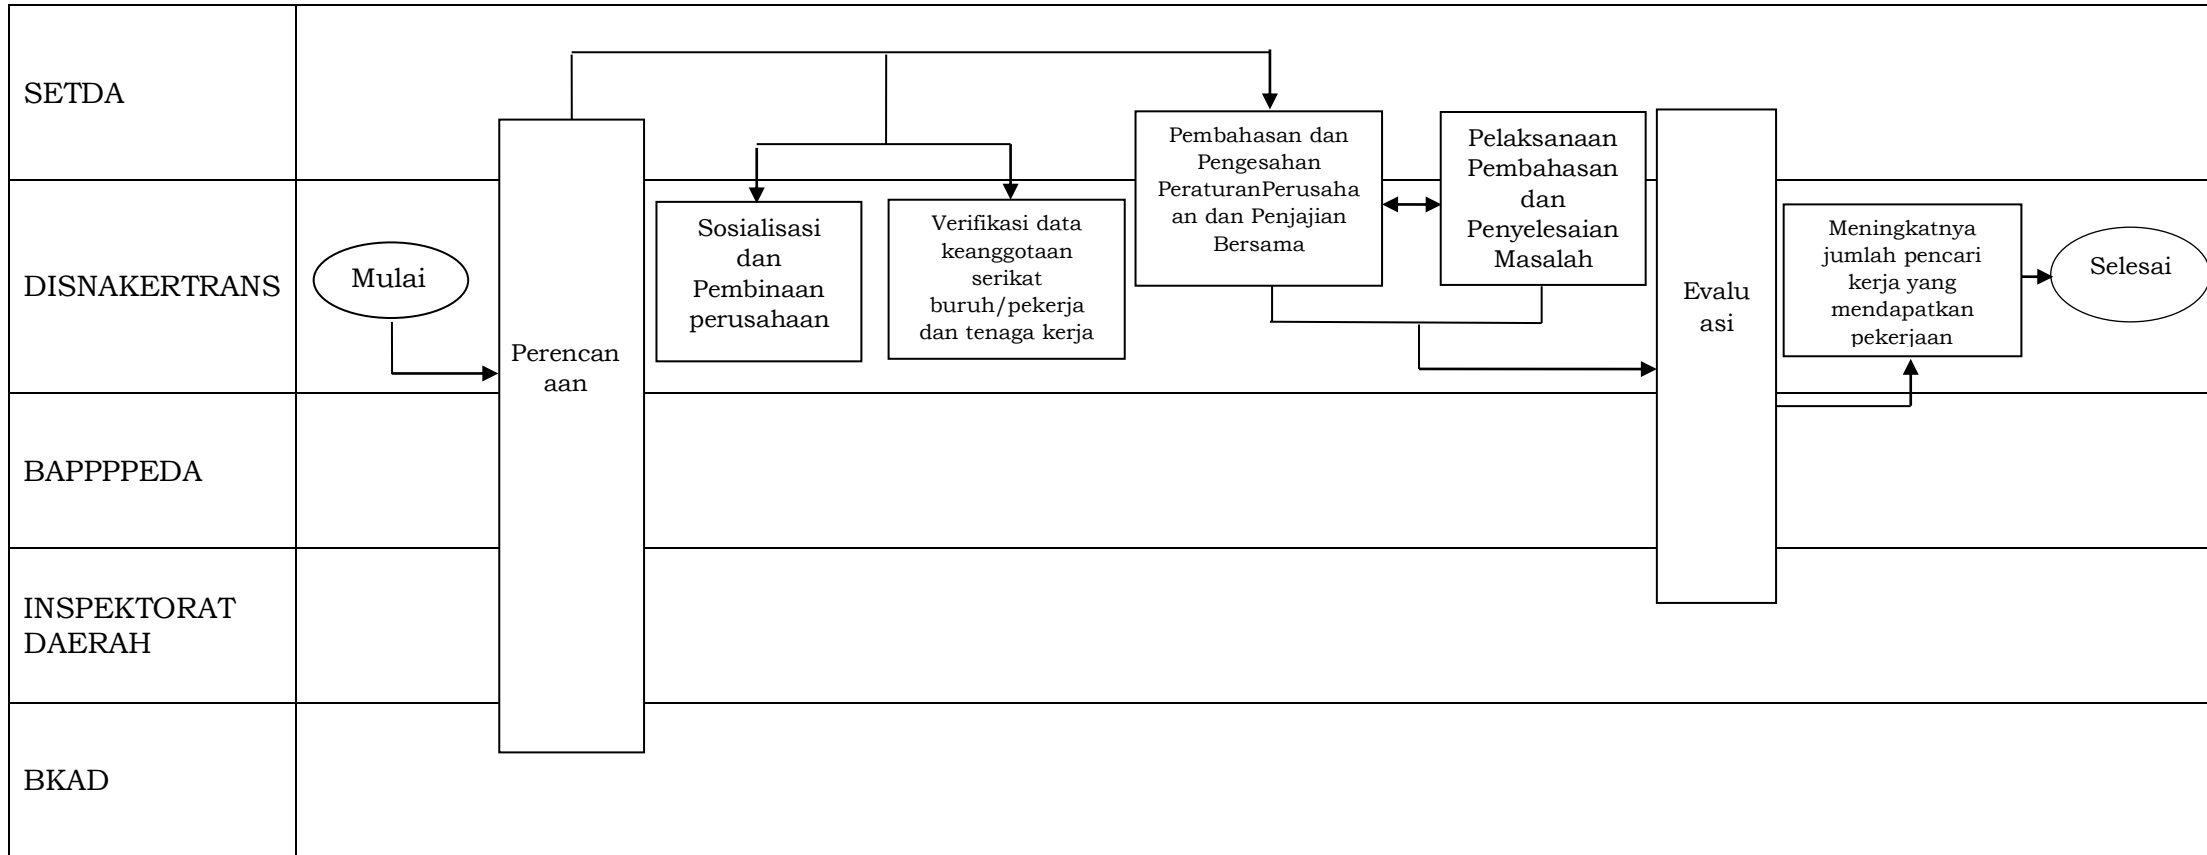 SETDA
DISNAKERTRANS
BAPPPPEDA
INSPEKTORAT
DAERAH
BKAD
Mulai
Perencan
aan
Sosialisasi
dan
Pembinaan
perusahaan
Verifikasi data
keanggotaan
serikat
buruh/pekerja
dan tenaga kerja
Pembahasan dan
Pengesahan
PeraturanPerusaha
an dan Penjajian
Bersama
Pelaksanaan
Pembahasan
dan
Penyelesaian
Masalah
Evalu
asi
Meningkatnya
jumlah pencari
kerja yang
mendapatkan
pekerjaan
Selesai